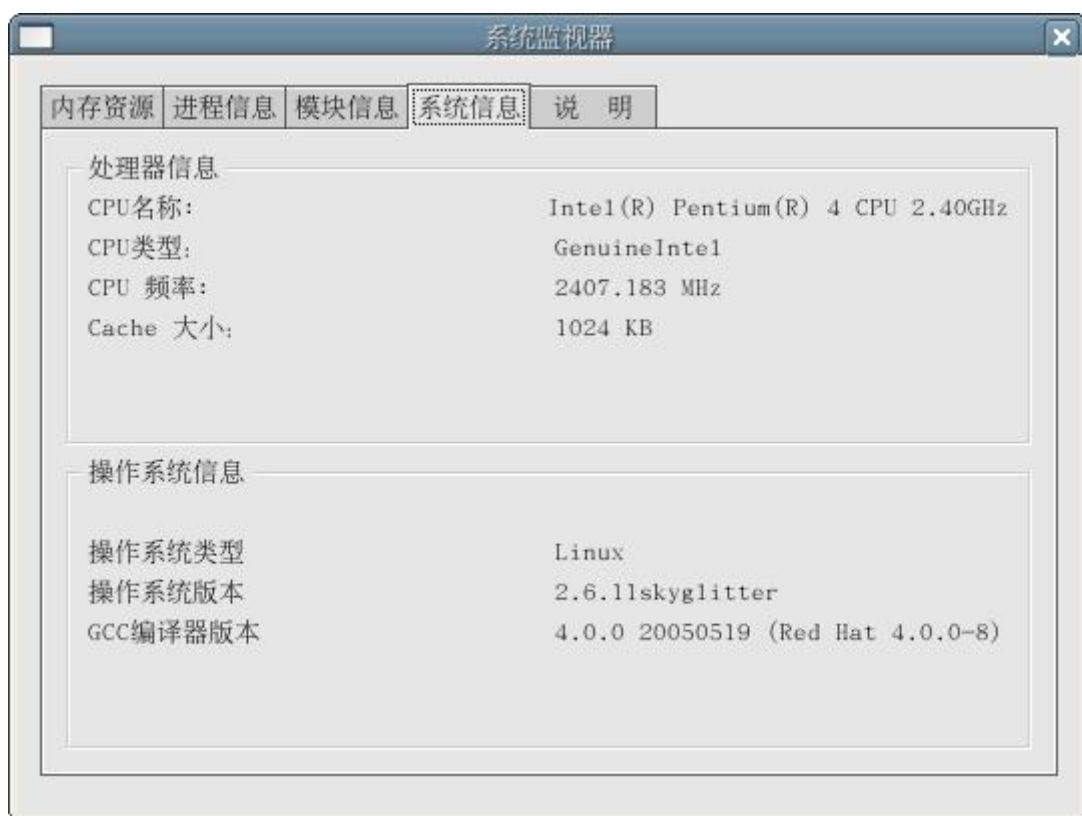 系统监视器
内存资源 进程信息 模块信息 系统信息 说 明
处理器信息
CPU名称: Intel(R) Pentium(R) 4 CPU 2.40GHz
CPU类型: GenuineIntel
CPU 频率: 2407.183 MHz
Cache 大小: 1024 KB
操作系统信息
操作系统类型 Linux
操作系统版本 2.6.11skyglitter
GCC编译器版本 4.0.0 20050519 (Red Hat 4.0.0-8)